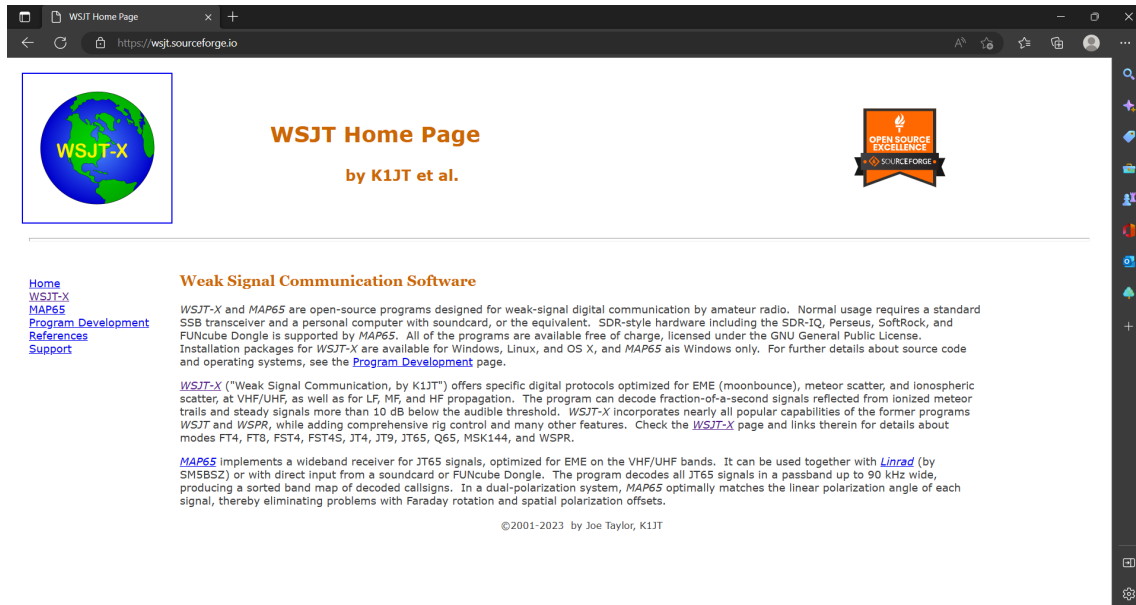 WSJT Home Page
https://wsjt.sourceforge.io
WSJT-X
WSJT Home Page
by K1JT et al.
OPEN SOURCE
EXCELLENCE
SOURCEFORGE
Home
WSJT-X
MAP65
Program Development
References
Support
Weak Signal Communication Software
WSJT-X and MAP65 are open-source programs designed for weak-signal digital communication by amateur radio. Normal usage requires a standard
SSB transceiver and a personal computer with soundcard, or the equivalent. SDR-style hardware including the SDR-IQ, Perseus, SoftRock, and
FUNcube Dongle is supported by MAP65. All of the programs are available free of charge, licensed under the GNU General Public License.
Installation packages for WSJT-X are available for Windows, Linux, and OS X, and MAP65 ais Windows only. For further details about source code
and operating systems, see the Program Development page.
WSJT-X ("Weak Signal Communication, by K1JT") offers specific digital protocols optimized for EME (moonbounce), meteor scatter, and ionospheric
scatter, at VHF/UHF, as well as for LF, MF, and HF propagation. The program can decode fraction-of-a-second signals reflected from ionized meteor
trails and steady signals more than 10 dB below the audible threshold. WSJT-X incorporates nearly all popular capabilities of the former programs
WSJT and WSPR, while adding comprehensive rig control and many other features. Check the WSJT-X page and links therein for details about
modes FT4, FT8, FST4, FST4S, JT4, JT9, JT65, Q65, MSK144, and WSPR.
MAP65 implements a wideband receiver for JT65 signals, optimized for EME on the VHF/UHF bands. It can be used together with Linrad (by
SM5BSZ) or with direct input from a soundcard or FUNcube Dongle. The program decodes all JT65 signals in a passband up to 90 kHz wide,
producing a sorted band map of decoded callsigns. In a dual-polarization system, MAP65 optimally matches the linear polarization angle of each
signal, thereby eliminating problems with Faraday rotation and spatial polarization offsets.
©2001-2023 by Joe Taylor, K1JT